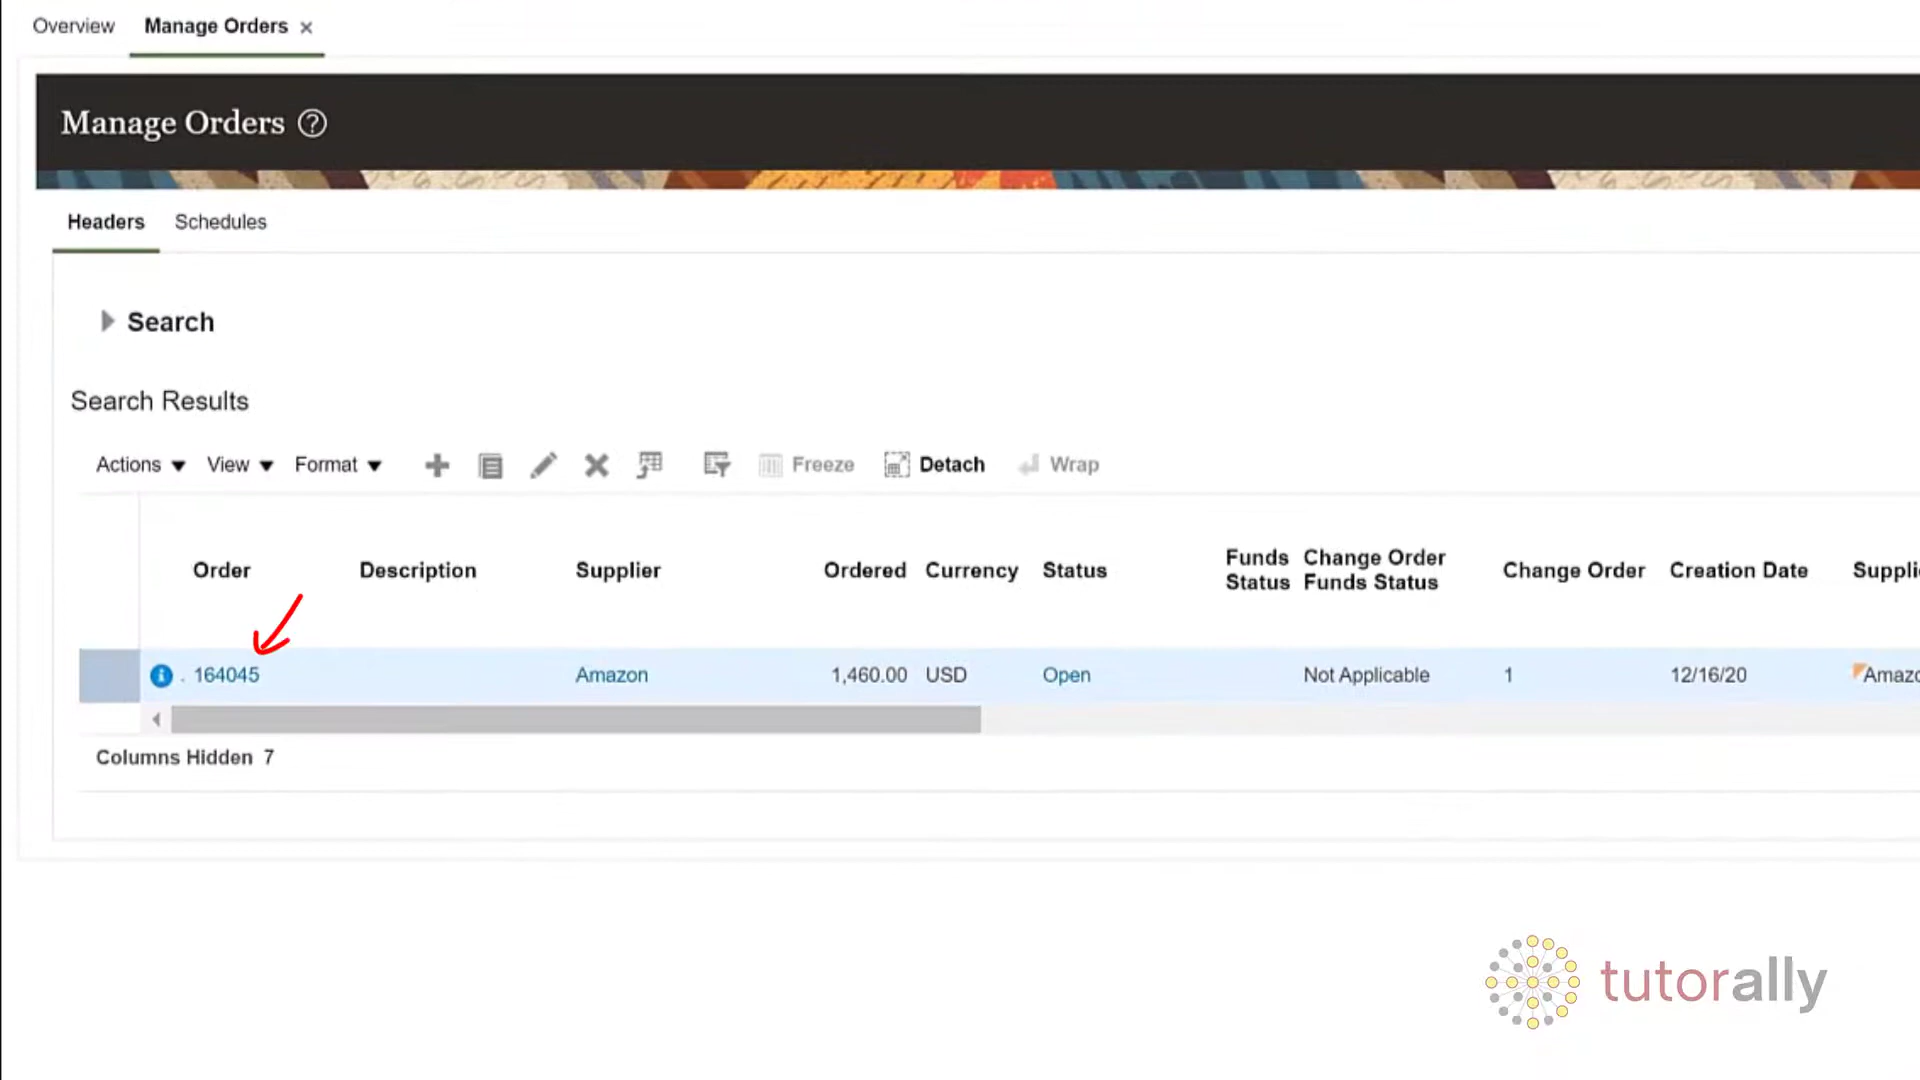 Overview Manage Orders ×
Manage Orders ?
Headers Schedules
Search
Search Results
Actions View Format Freeze Detach Wrap
Order Description Supplier Ordered Currency Status Funds Status Change Order Funds Status Change Order Creation Date Supplie
164045 Amazon 1,460.00 USD Open Not Applicable 1 12/16/20 Amazo
Columns Hidden 7
tutorally